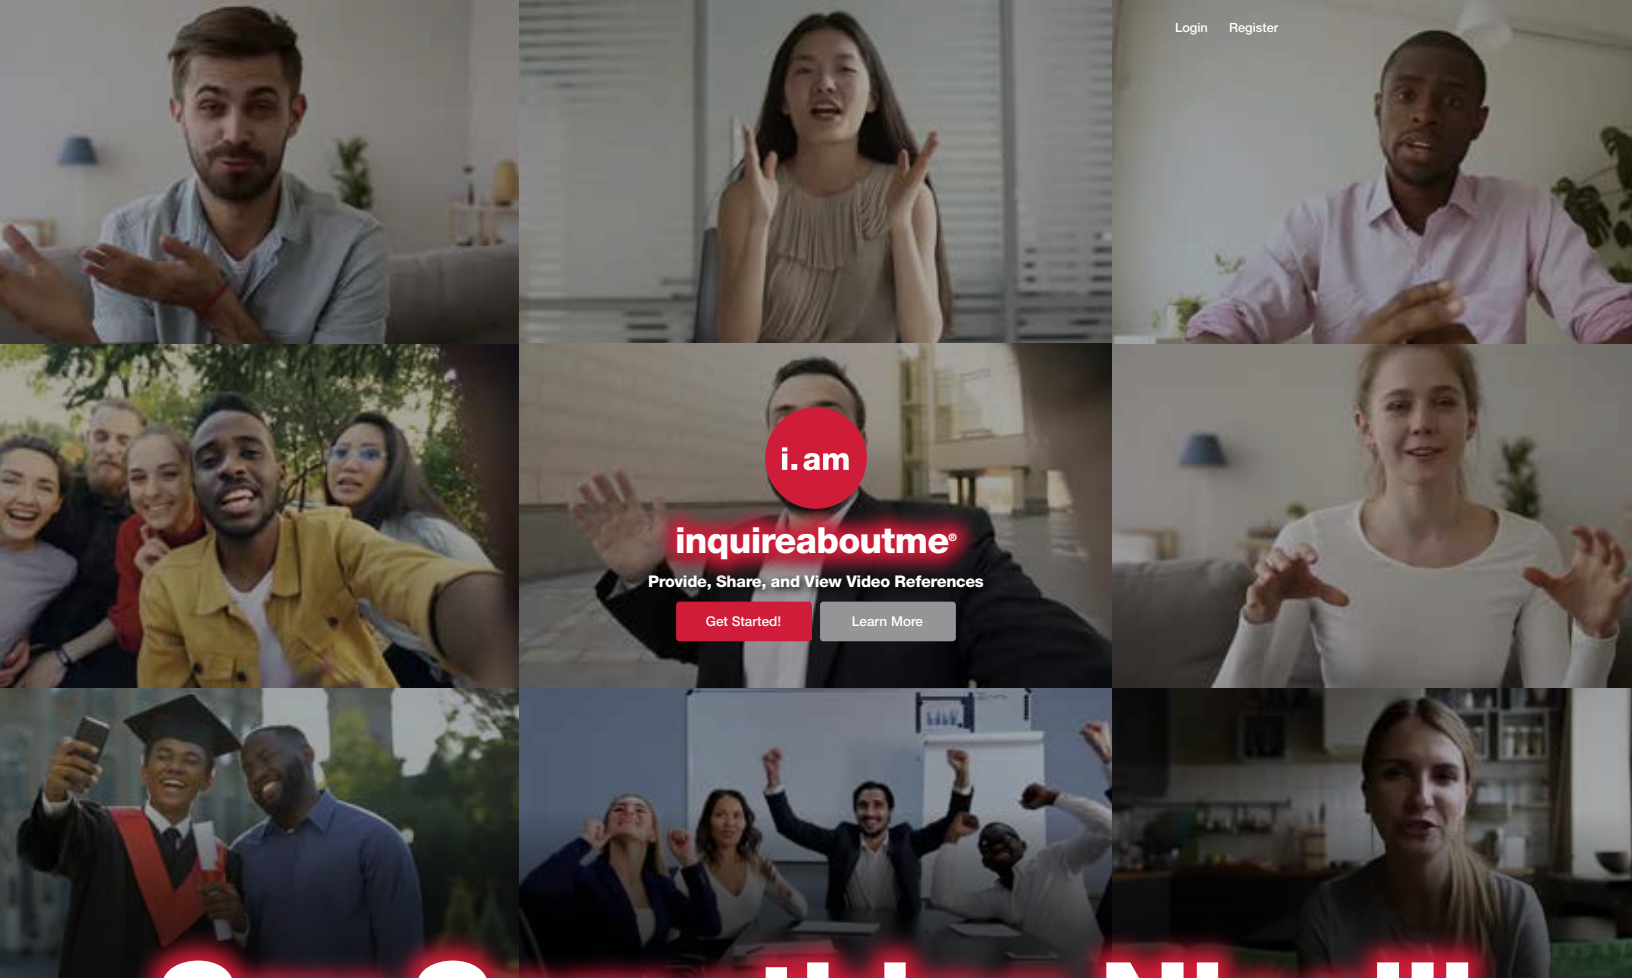 Login Register
i.am
inquireaboutme®
Provide, Share, and View Video References
Get Started! Learn More